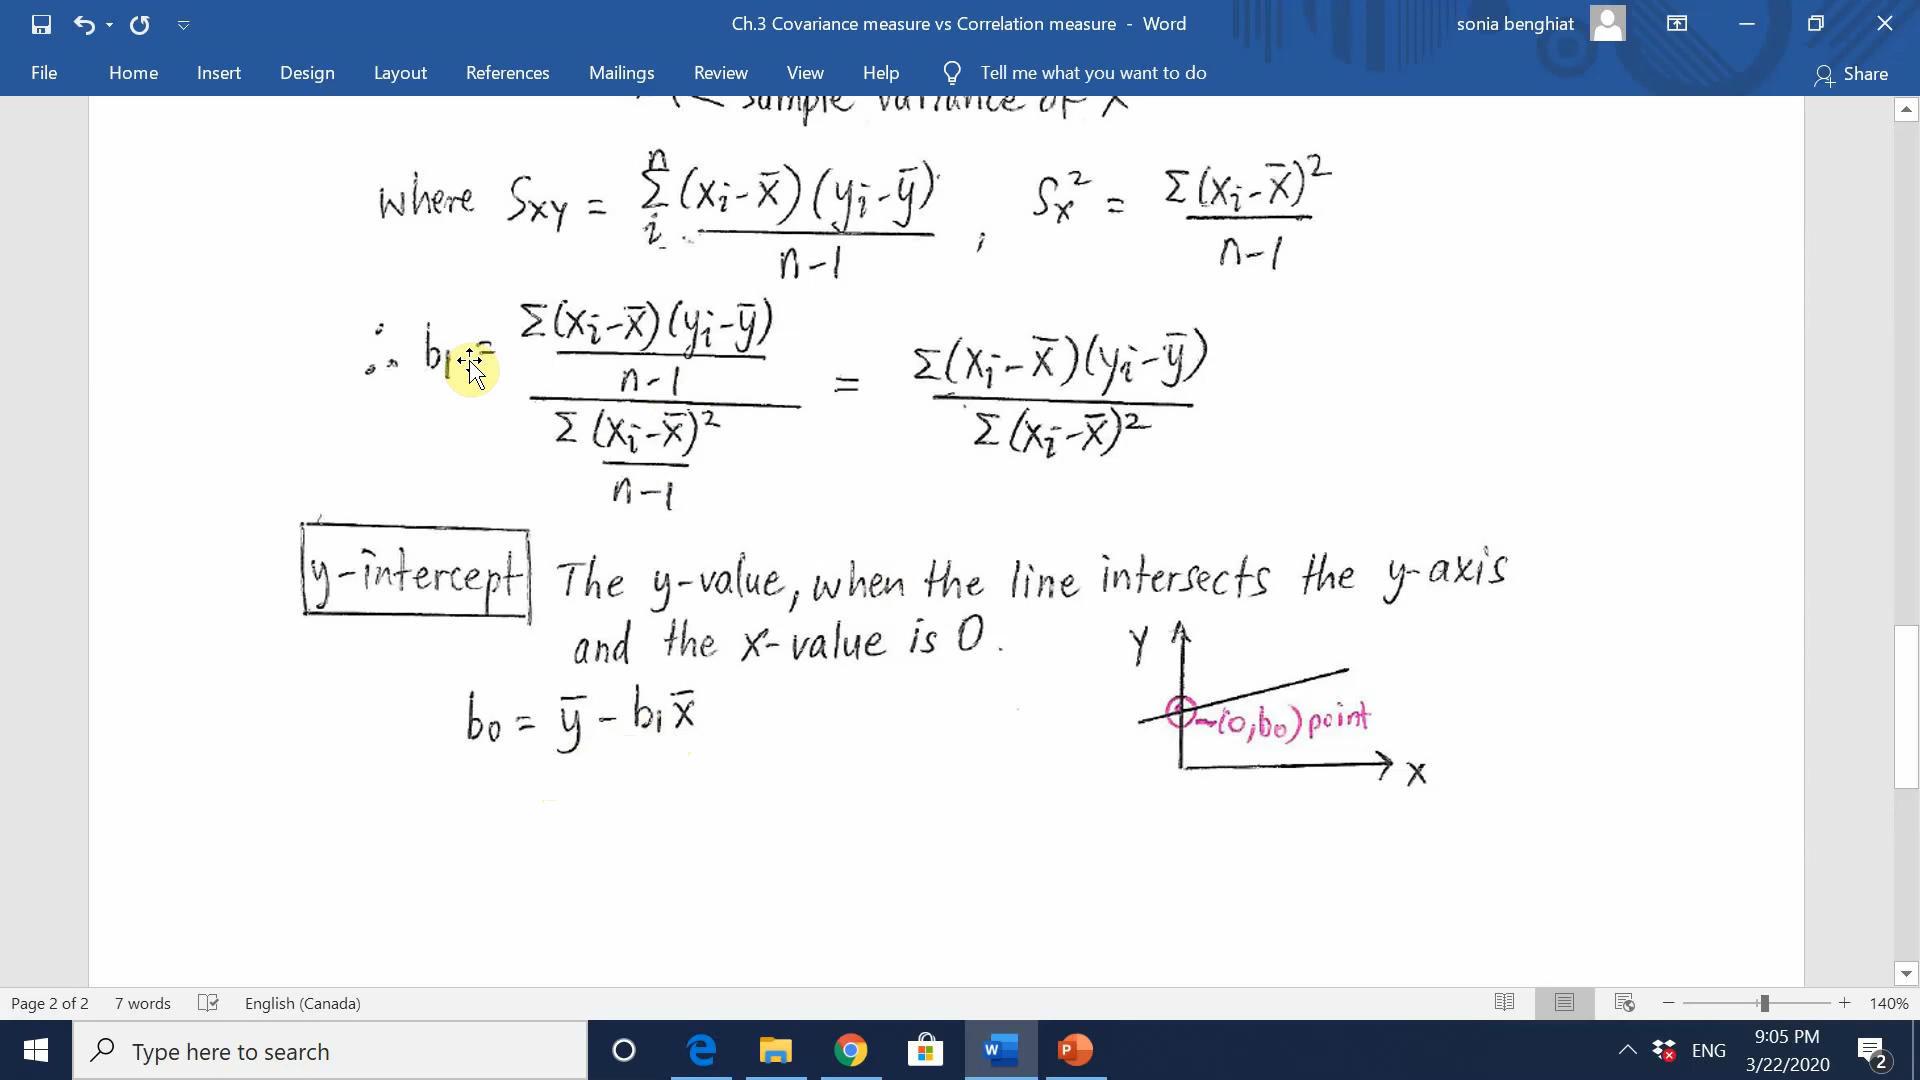 Ch.3 Covariance measure vs Correlation measure - Word
sonia benghiat
File Home Insert Design Layout References Mailings Review View Help Tell me what you want to do Share
sample variance of X
where Sxy = Σ (xi-x̄)(yi-ȳ) / n-1 , Sx² = Σ(xi-x̄)² / n-1
∴ b1 = Σ(xi-x̄)(yi-ȳ) / n-1 / Σ(xi-x̄)² / n-1 = Σ(xi-x̄)(yi-ȳ) / Σ(xi-x̄)²
y-intercept The y-value, when the line intersects the y-axis
and the x-value is 0.
Y
b0 = ȳ - b1x̄
(0,b0) point
X
Page 2 of 2 7 words English (Canada) 140%
Type here to search
ENG
9:05 PM
3/22/2020
2